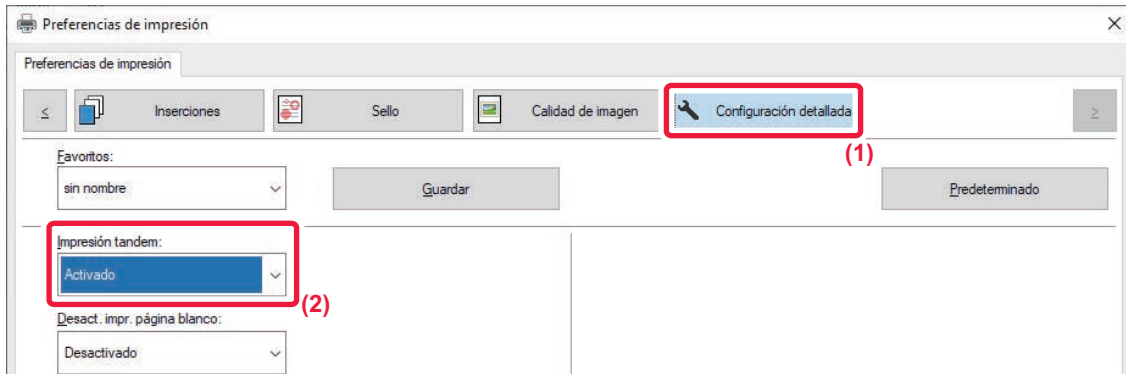 Preferencias de impresión
Preferencias de impresión
≤ Inserciones Sello Calidad de imagen Configuración detallada ≥
(1)
Favoritos:
sin nombre Guardar Predeterminado
Impresión tandem:
Activado
(2)
Desact. impr. página blanco:
Desactivado